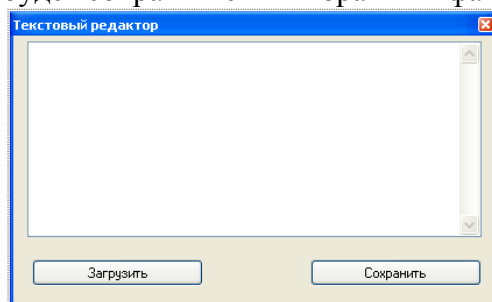 Текстовый редактор
Загрузить
Сохранить